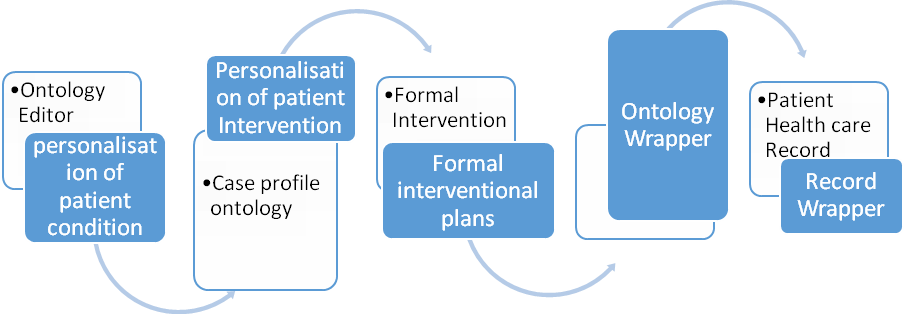 •Ontology
Editor
personalisat
ion of
patient
condition
Personalisati
on of patient
Intervention
•Case profile
ontology
•Formal
Intervention
Formal
interventional
plans
Ontology
Wrapper
•Patient
Health care
Record
Record
Wrapper